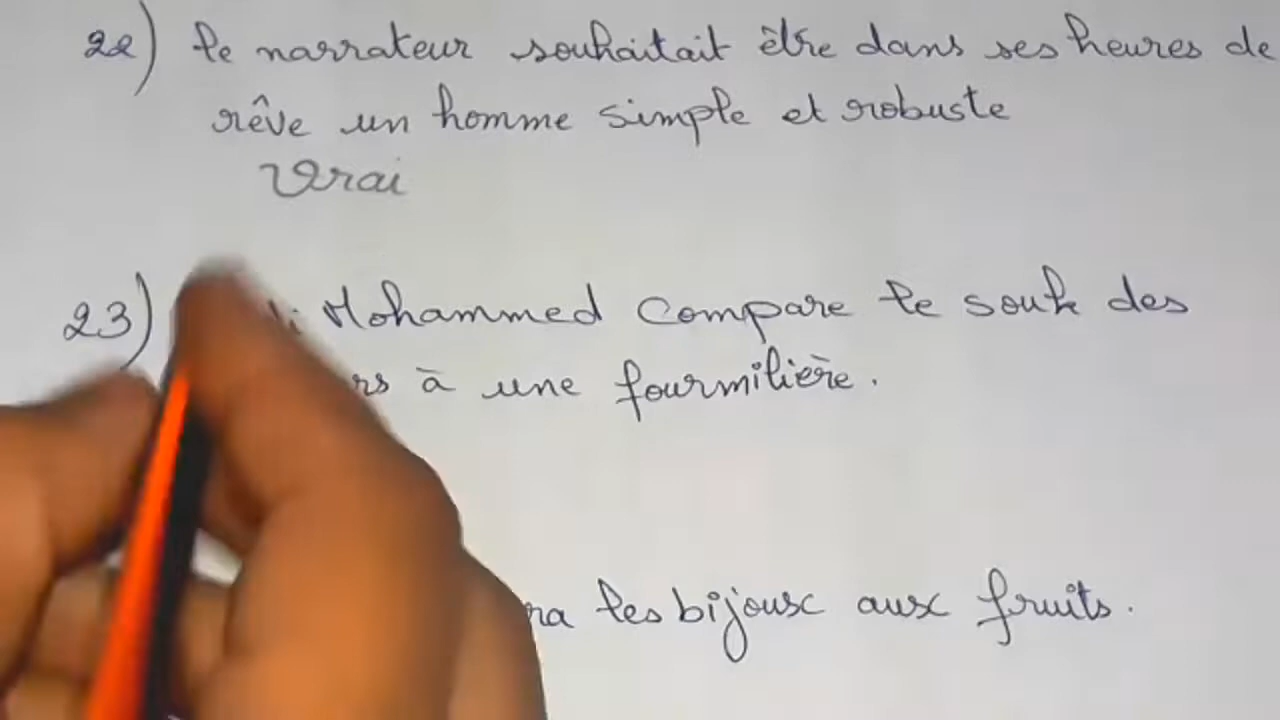 22) le narrateur souhaitait être dans ses heures de
rêve un homme simple et robuste
Vrai
23) Mohammed Compare le souk des
à une fourmilière.
les bijoux aux fruits.